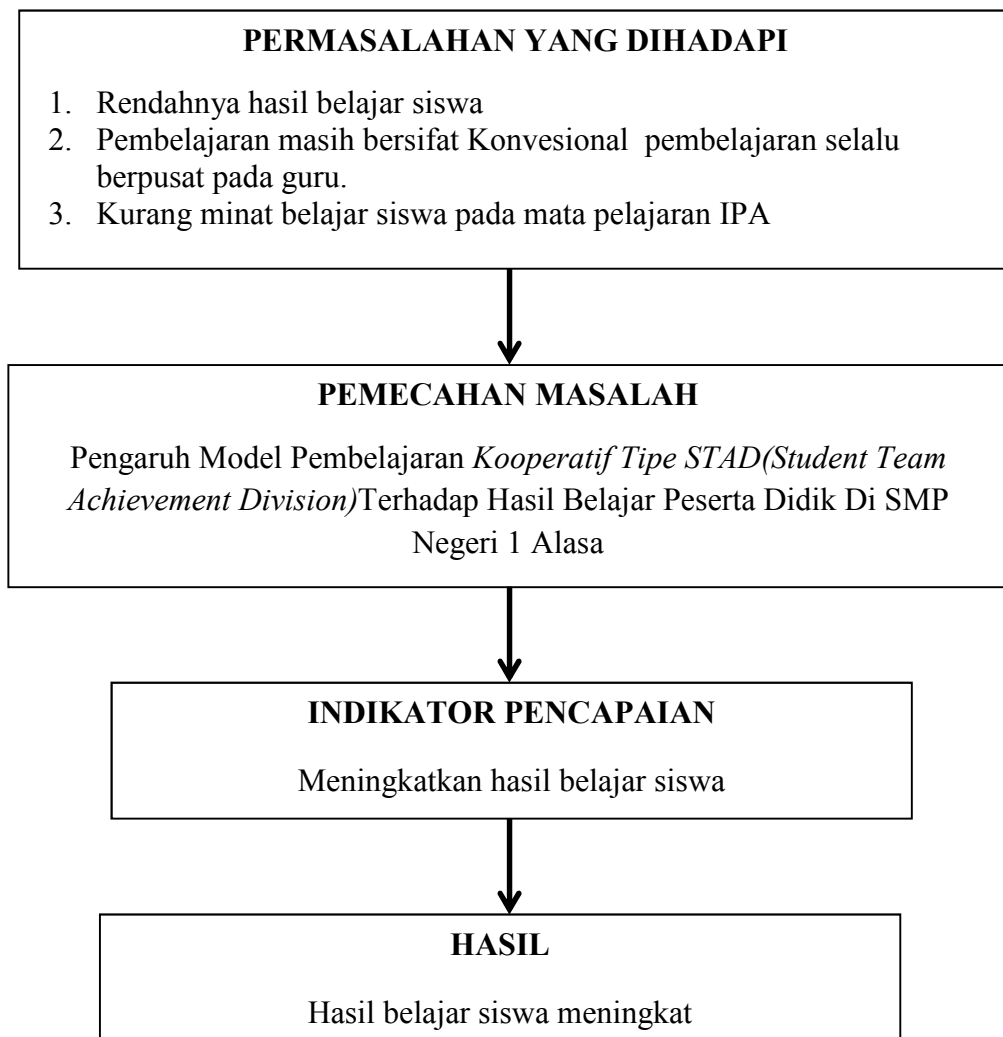 PERMASALAHAN YANG DIHADAPI
1. Rendahnya hasil belajar siswa
2. Pembelajaran masih bersifat Konvesional pembelajaran selalu
berpusat pada guru.
3. Kurang minat belajar siswa pada mata pelajaran IPA
PEMECAHAN MASALAH
Pengaruh Model Pembelajaran Kooperatif Tipe STAD(Student Team
Achievement Division)Terhadap Hasil Belajar Peserta Didik Di SMP
Negeri 1 Alasa
INDIKATOR PENCAPAIAN
Meningkatkan hasil belajar siswa
HASIL
Hasil belajar siswa meningkat